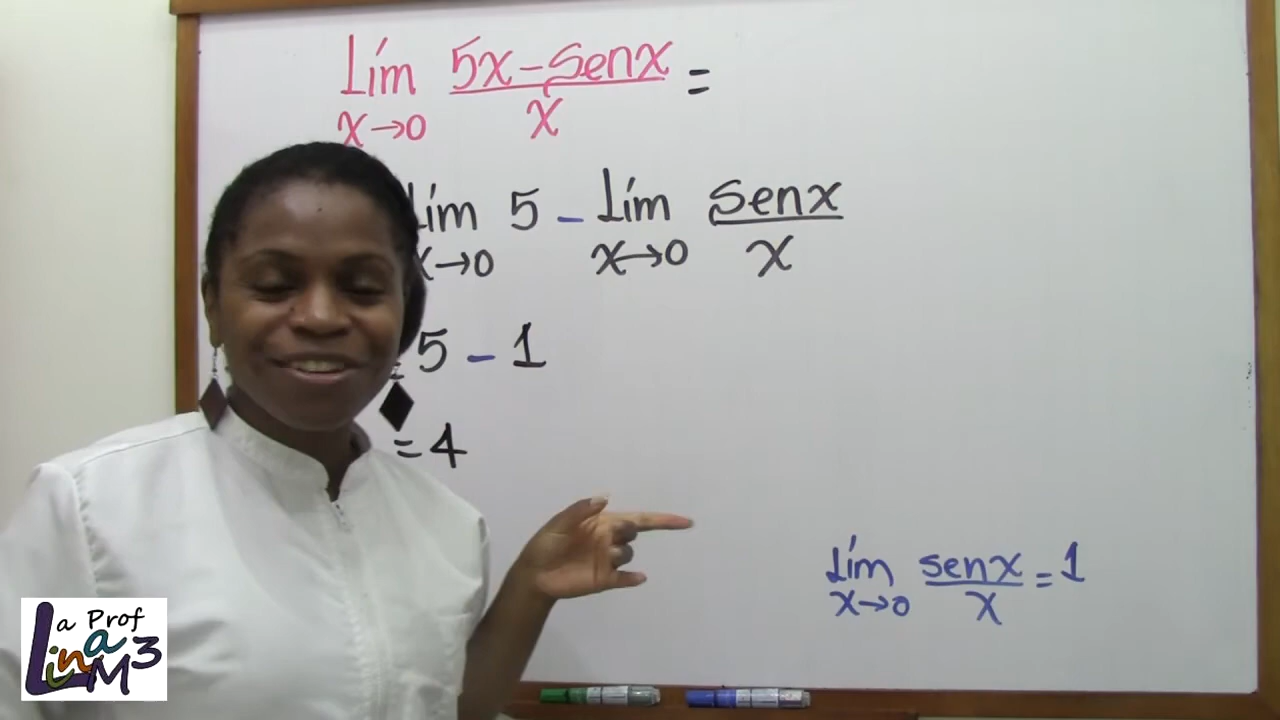 Lím 5x-senx =
x→0 x
Lím 5 - Lím senx
x→0 x→0 x
= 5 - 1
= 4
Lím senx = 1
x→0 x
La Prof
Lina M3